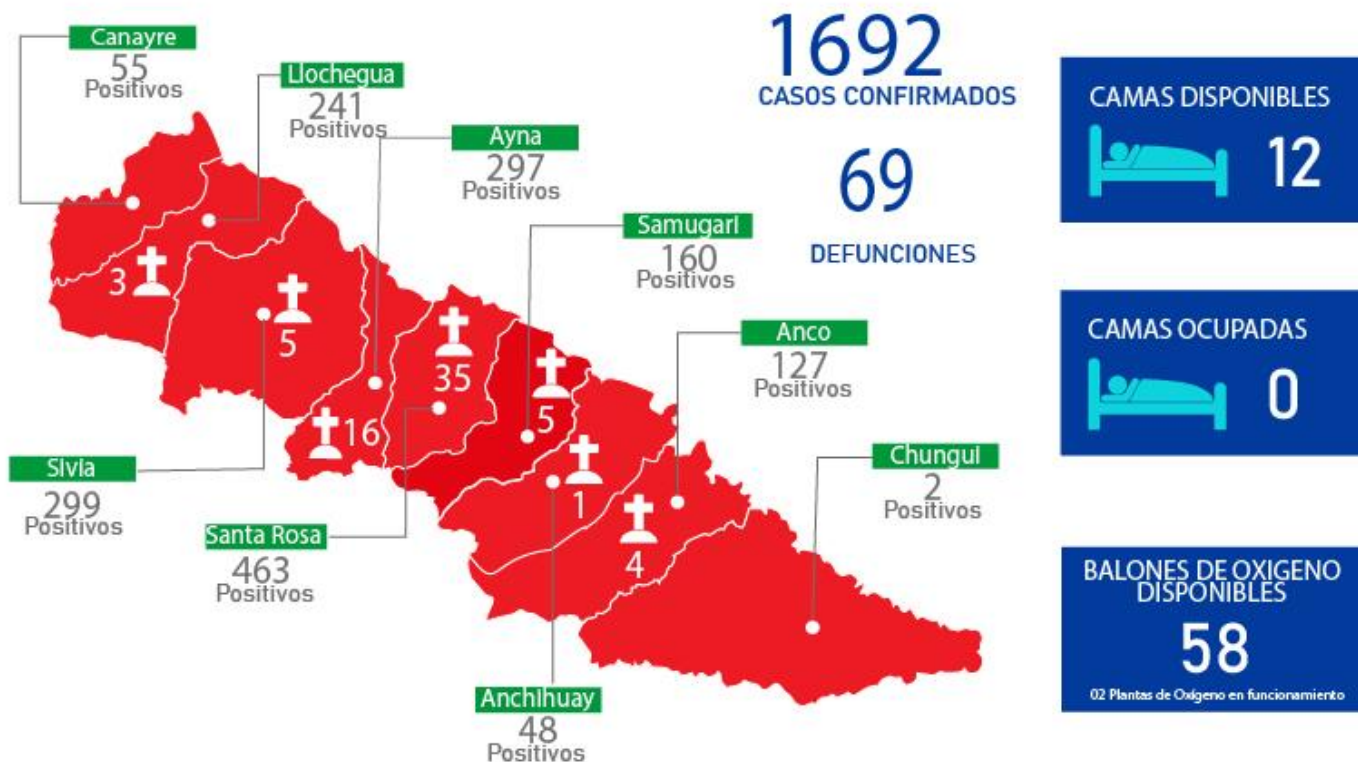 Canayre
55
Positivos
Llochegua
241
Positivos
Ayna
297
Positivos
Samugari
160
Positivos
Anco
127
Positivos
Chungui
2
Positivos
Sivia
299
Positivos
Santa Rosa
463
Positivos
Anchihuay
48
Positivos
3
5
16
35
5
1
4
1692
CASOS CONFIRMADOS
69
DEFUNCIONES
CAMAS DISPONIBLES
12
CAMAS OCUPADAS
0
BALONES DE OXIGENO
DISPONIBLES
58
02 Plantas de Oxigeno en funcionamiento